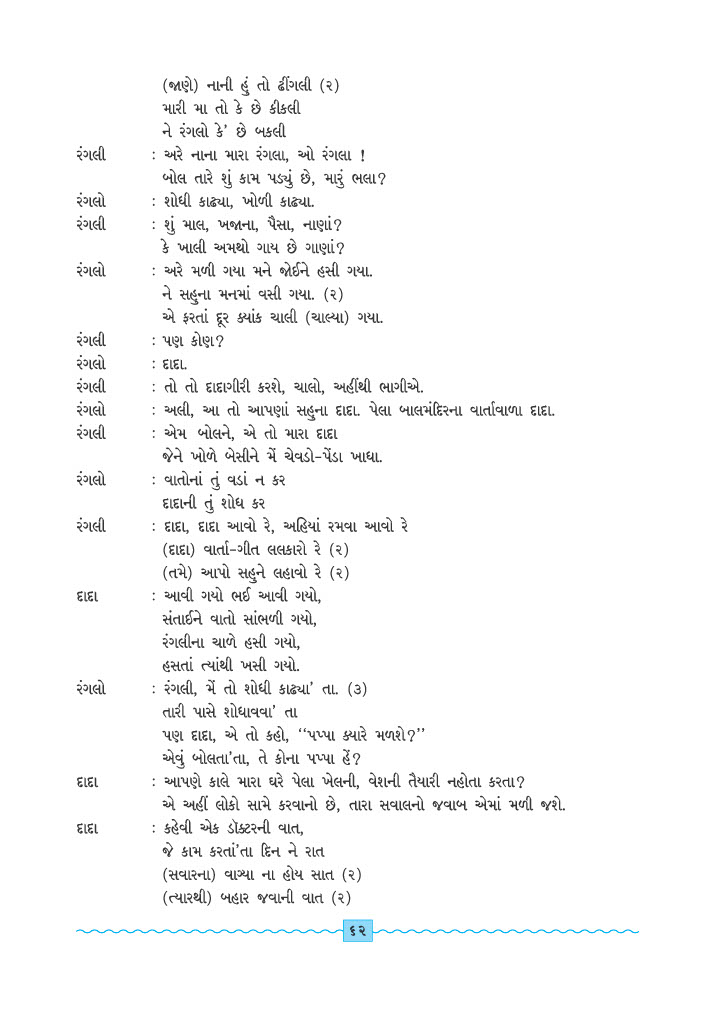 (જાણે) નાની હું તો ઢીંગલી (૨)
મારી મા તો કે છે કીકલી
ને રંગલો કે' છે બકલી
રંગલી : અરે નાના મારા રંગલા, ઓ રંગલા !
બોલ તારે શું કામ પડ્યું છે, મારું ભલા?
રંગલો : શોધી કાઢ્યા, ખોળી કાઢ્યા.
રંગલી : શું માલ, ખજાના, પૈસા, નાણાં?
કે ખાલી અમથો ગાય છે ગાણાં?
રંગલો : અરે મળી ગયા મને જોઈને હસી ગયા.
ને સહુના મનમાં વસી ગયા. (૨)
એ ફરતાં દૂર ક્યાંક ચાલી (ચાલ્યા) ગયા.
રંગલી : પણ કોણ?
રંગલો : દાદા.
રંગલી : તો તો દાદાગીરી કરશે, ચાલો, અહીંથી ભાગીએ.
રંગલો : અલી, આ તો આપણાં સહુના દાદા. પેલા બાલમંદિરના વાર્તાવાળા દાદા.
રંગલી : એમ બોલને, એ તો મારા દાદા
જેને ખોળે બેસીને મેં ચેવડો-પેંડા ખાધા.
રંગલો : વાતોનાં તું વડાં ન કર
દાદાની તું શોધ કર
રંગલી : દાદા, દાદા આવો રે, અહિયાં રમવા આવો રે
(દાદા) વાર્તા-ગીત લલકારો રે (૨)
(તમે) આપો સહુને લહાવો રે (૨)
દાદા : આવી ગયો ભઈ આવી ગયો,
સંતાઈને વાતો સાંભળી ગયો,
રંગલીના ચાળે હસી ગયો,
હસતાં ત્યાંથી ખસી ગયો.
રંગલો : રંગલી, મેં તો શોધી કાઢ્યા' તા. (૩)
તારી પાસે શોધાવવા' તા
પણ દાદા, એ તો કહો, ‘‘પપ્પા ક્યારે મળશે?’’
એવું બોલતા'તા, તે કોના પપ્પા હેં?
દાદા : આપણે કાલે મારા ઘરે પેલા ખેલની, વેશની તૈયારી નહોતા કરતા?
એ અહીં લોકો સામે કરવાનો છે, તારા સવાલનો જવાબ એમાં મળી જશે.
દાદા : કહેવી એક ડૉક્ટરની વાત,
જે કામ કરતાં'તા દિન ને રાત
(સવારના) વાગ્યા ના હોય સાત (૨)
(ત્યારથી) બહાર જવાની વાત (૨)
૬૨